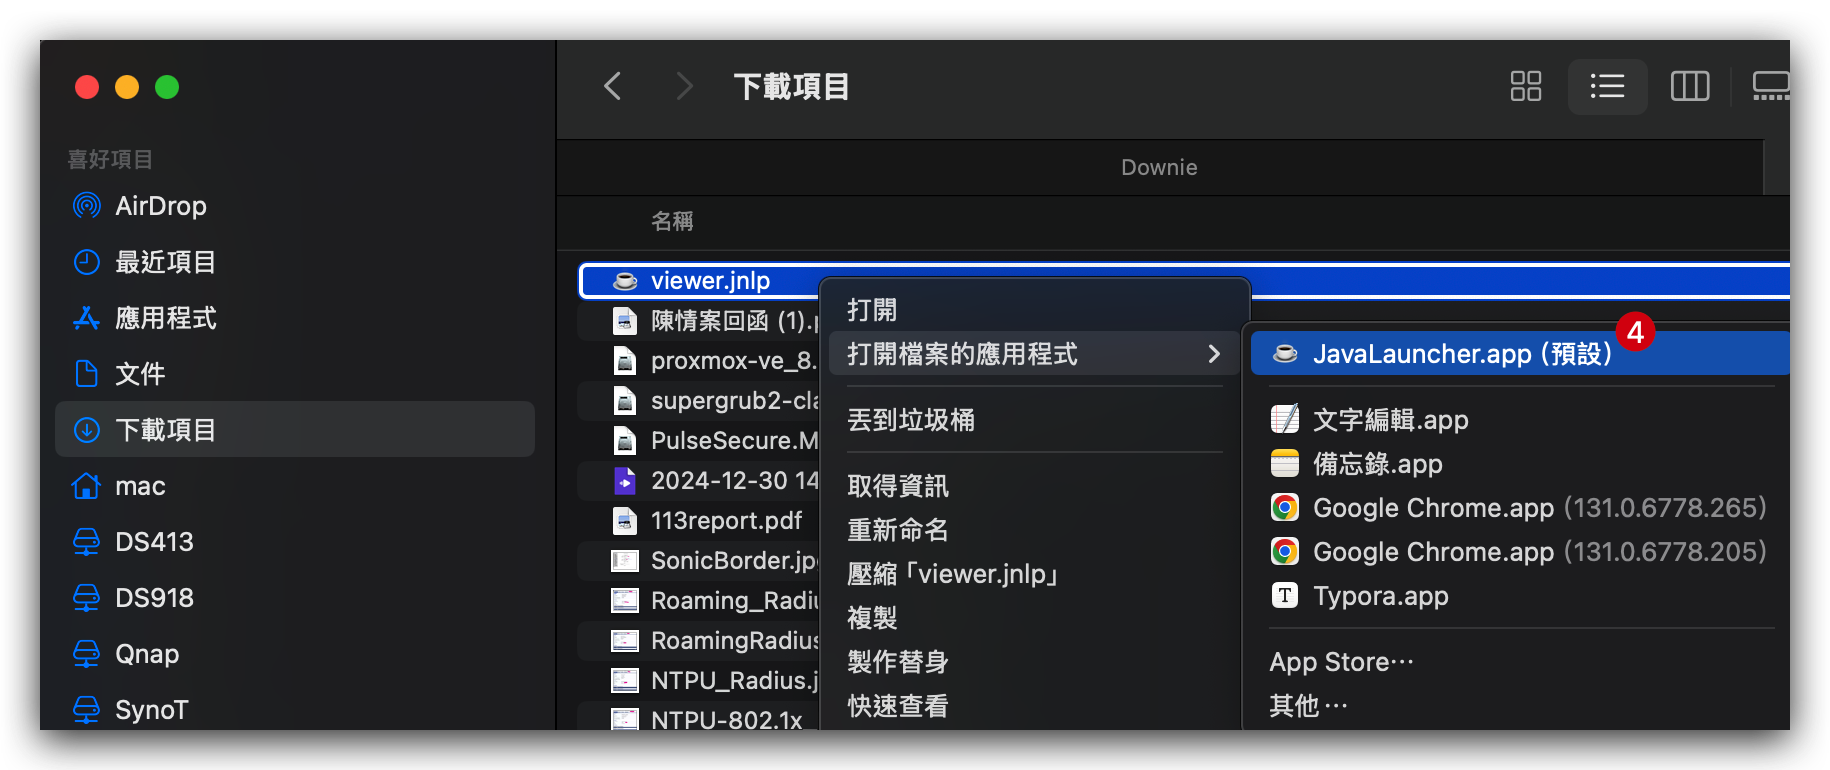 下載項目
喜好項目
AirDrop
最近項目
應用程式
文件
下載項目
mac
DS413
DS918
Qnap
SynoT
Downie
名稱
viewer.jnlp
陳情案回函 (1).
proxmox-ve_8.
supergrub2-cla
PulseSecure.M
2024-12-30 14
113report.pdf
SonicBorder.jp
Roaming_Radiu
RoamingRadius
NTPU_Radius.j
NTPU-802.1x_
打開
打開檔案的應用程式
丟到垃圾桶
取得資訊
重新命名
壓縮「viewer.jnlp」
複製
製作替身
快速查看
4
JavaLauncher.app (預設)
文字編輯.app
備忘錄.app
Google Chrome.app (131.0.6778.265)
Google Chrome.app (131.0.6778.205)
Typora.app
App Store⋯
其他⋯